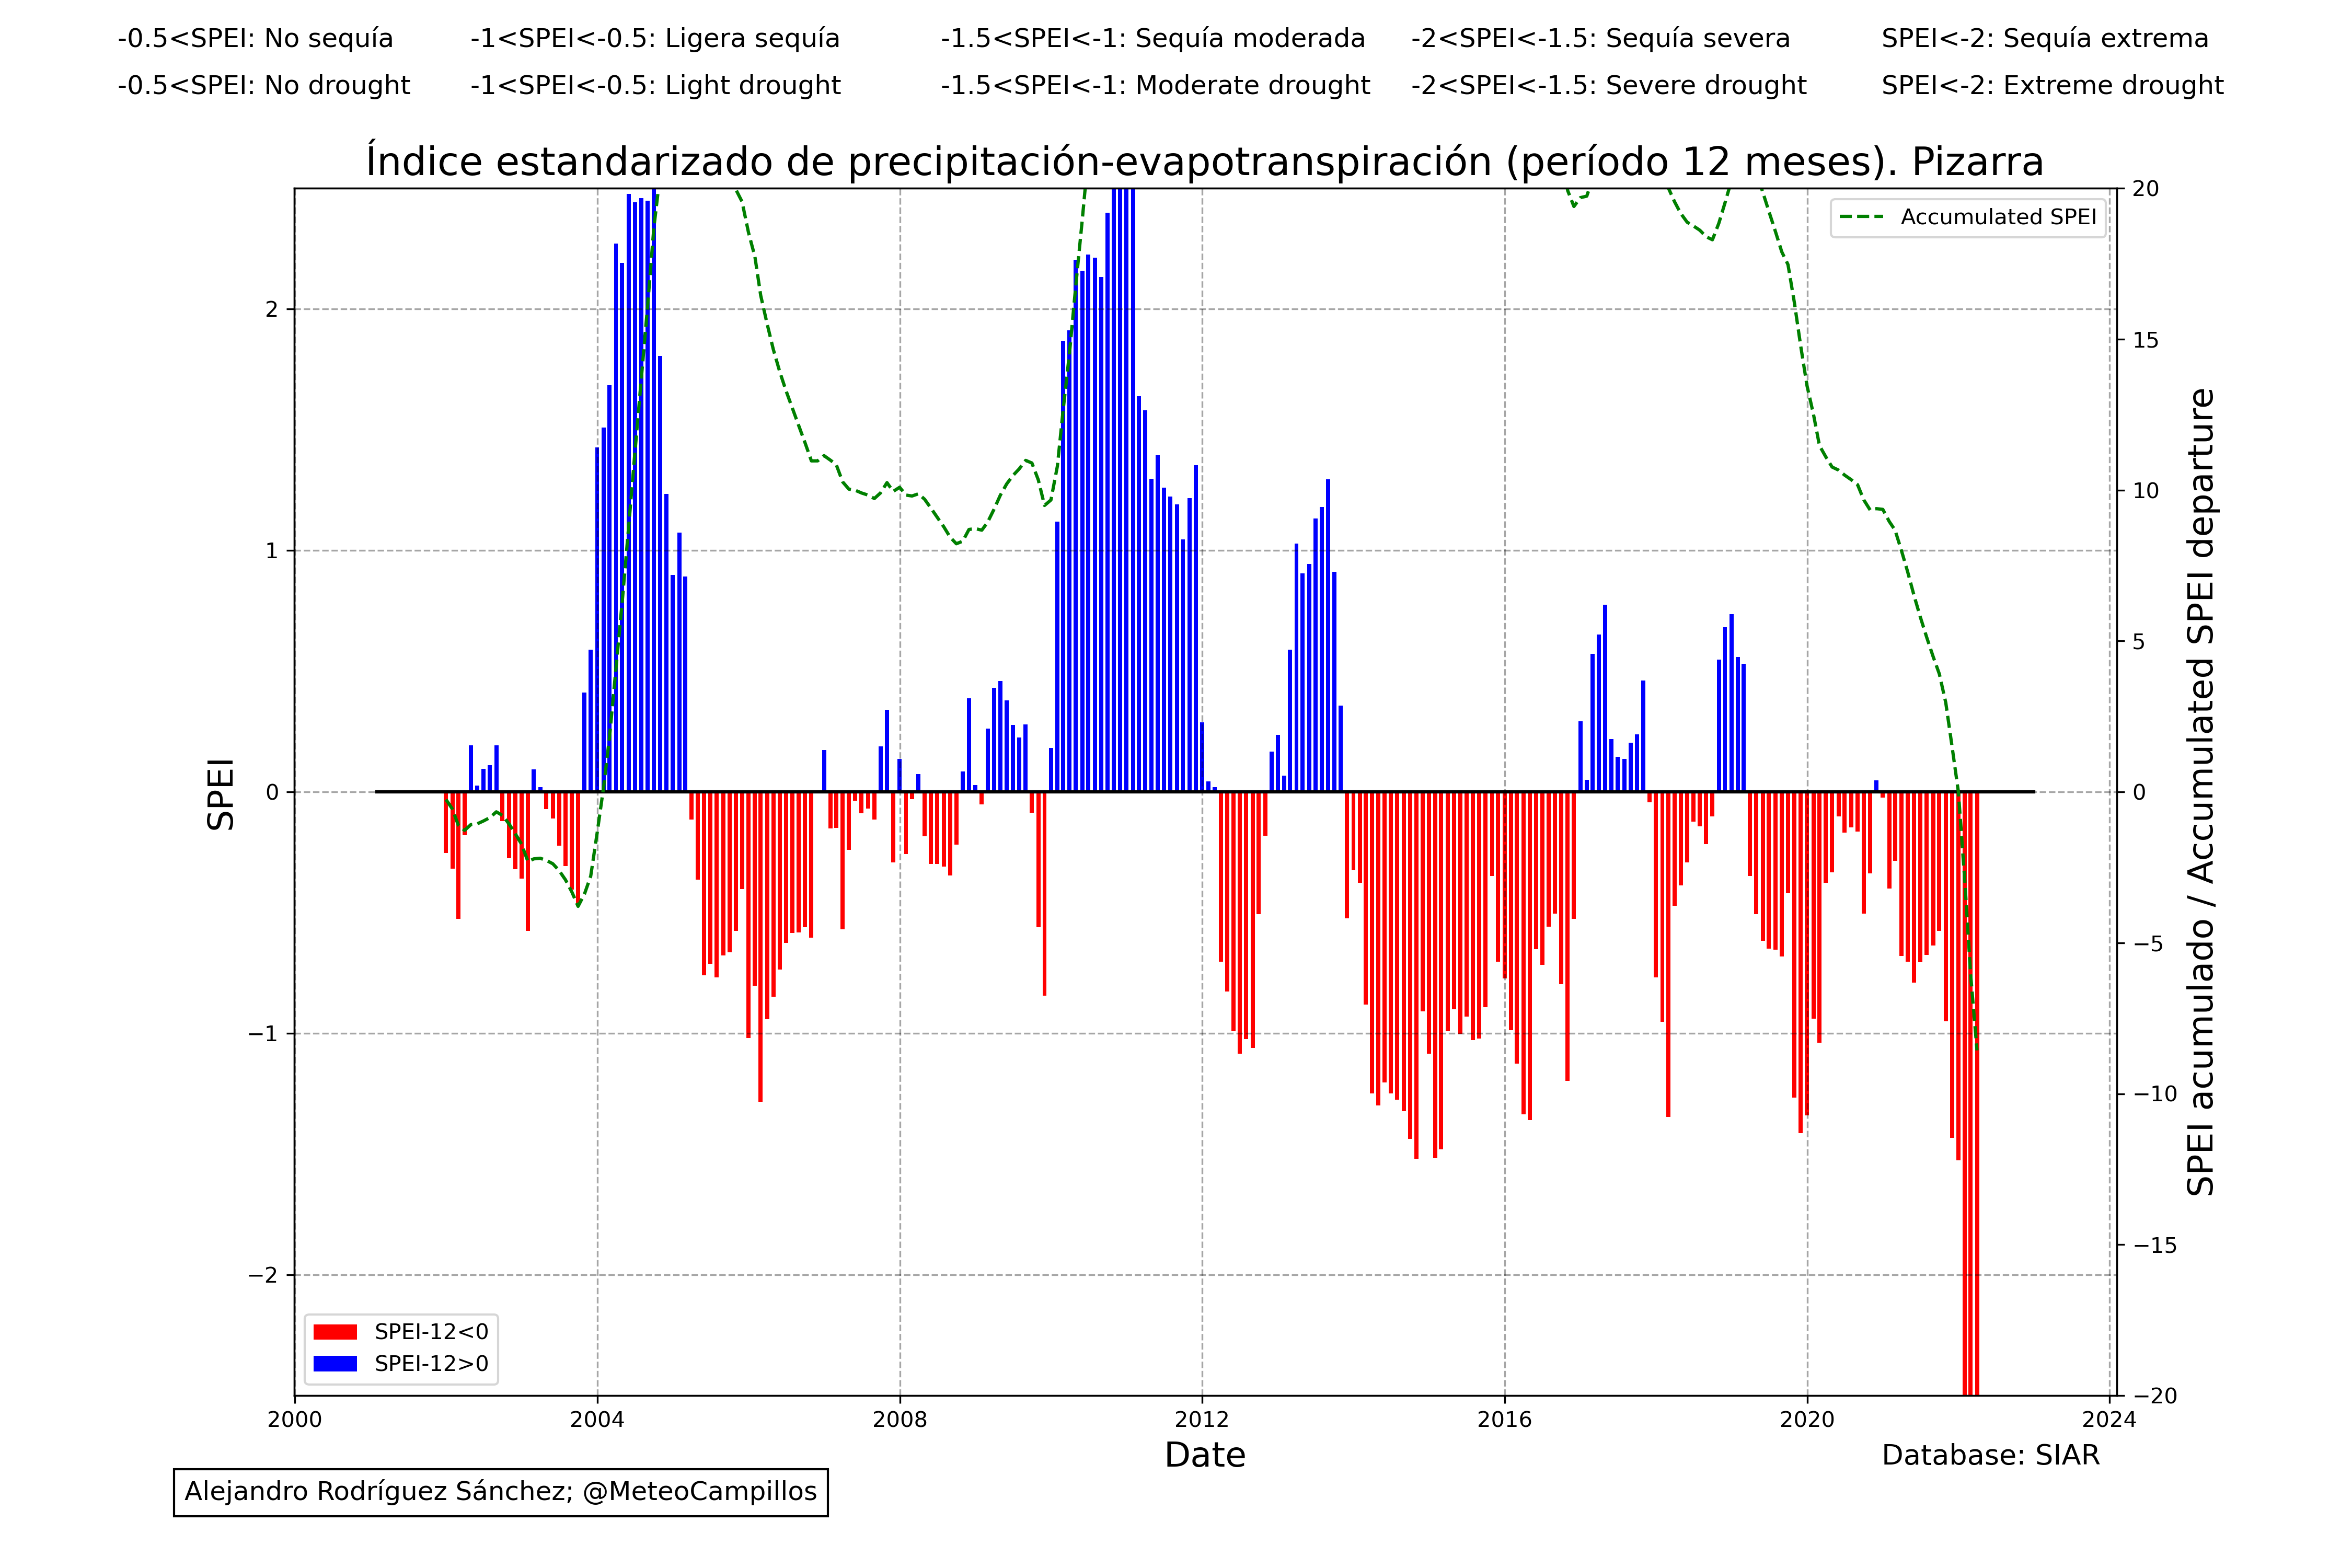 -0.5<SPEI: No sequía -1<SPEI<-0.5: Ligera sequía -1.5<SPEI<-1: Sequía moderada -2<SPEI<-1.5: Sequía severa SPEI<-2: Sequía extrema
-0.5<SPEI: No drought -1<SPEI<-0.5: Light drought -1.5<SPEI<-1: Moderate drought -2<SPEI<-1.5: Severe drought SPEI<-2: Extreme drought
Índice estandarizado de precipitación-evapotranspiración (período 12 meses). Pizarra
Accumulated SPEI
SPEI
2
1
0
−1
−2
20
15
10
5
0
−5
−10
−15
−20
SPEI acumulado / Accumulated SPEI departure
SPEI-12<0
SPEI-12>0
2000 2004 2008 2012 2016 2020 2024
Date
Database: SIAR
Alejandro Rodríguez Sánchez; @MeteoCampillos